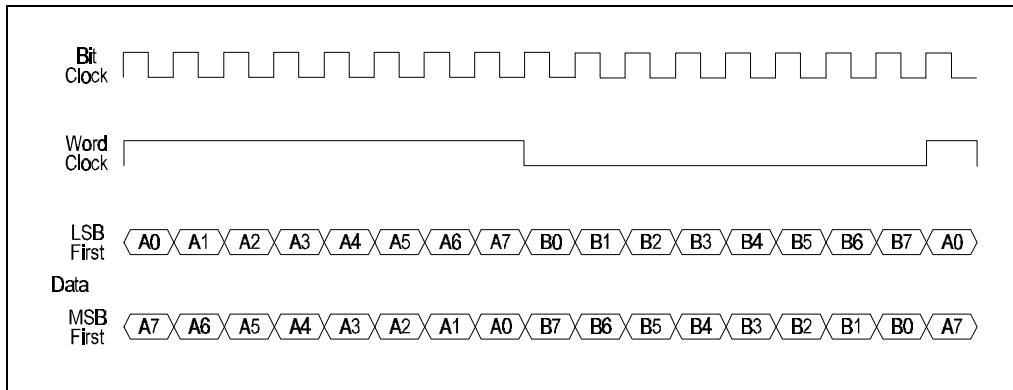 Bit
Clock
Word
Clock
LSB
First
A0 A1 A2 A3 A4 A5 A6 A7 B0 B1 B2 B3 B4 B5 B6 B7 A0
Data
MSB
First
A7 A6 A5 A4 A3 A2 A1 A0 B7 B6 B5 B4 B3 B2 B1 B0 A7